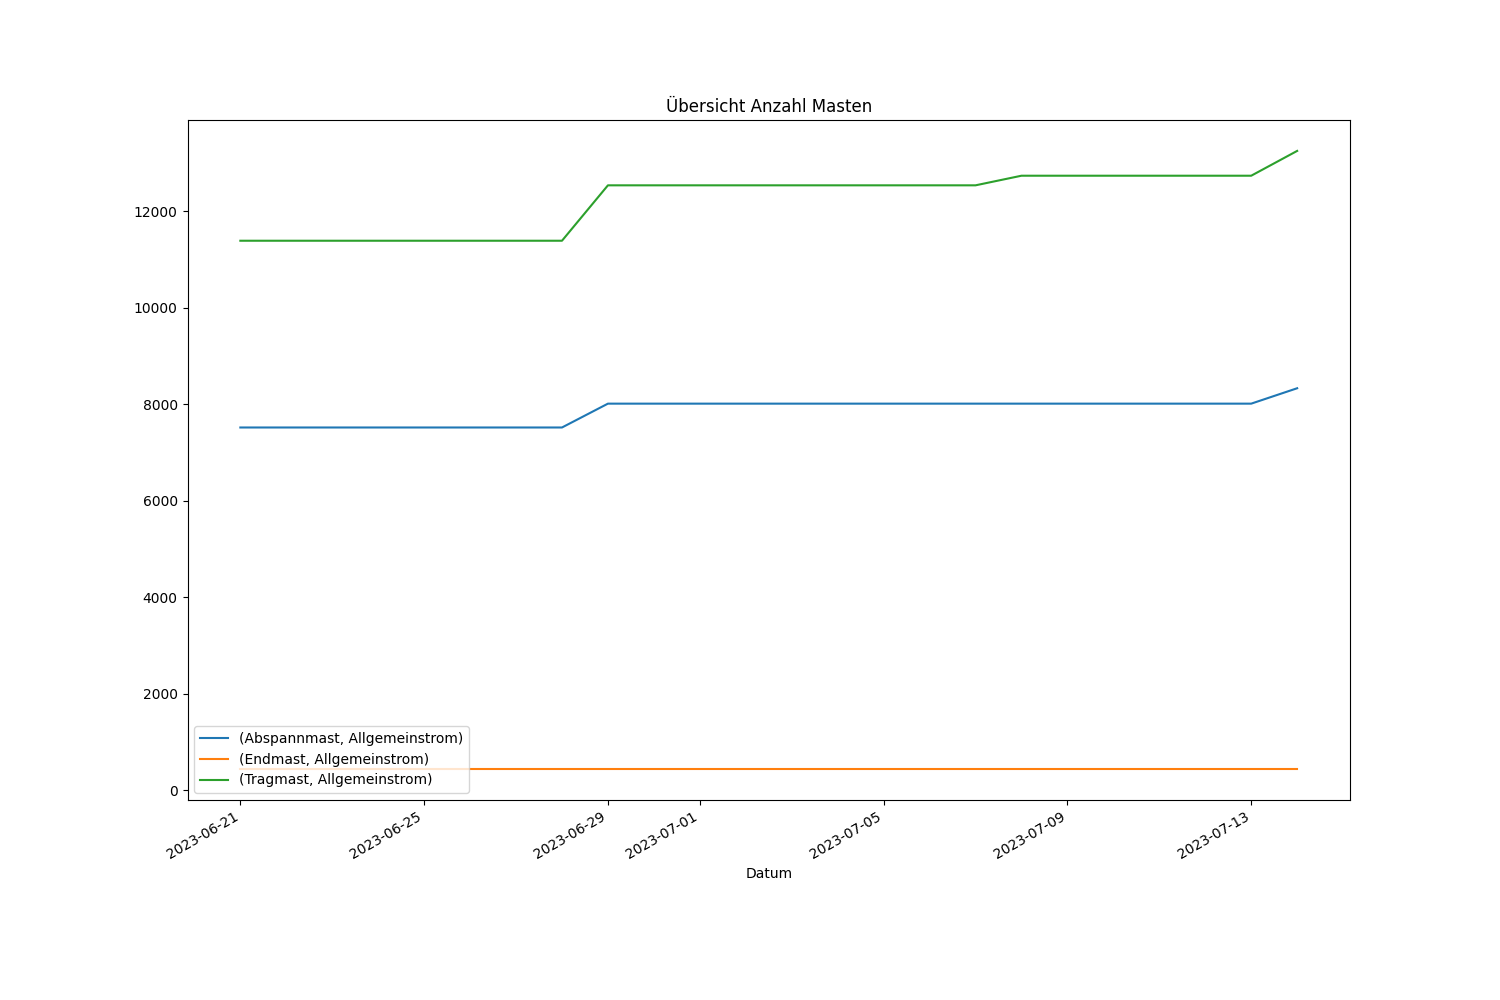 Übersicht Anzahl Masten
12000
10000
8000
6000
4000
2000
0
(Abspannmast, Allgemeinstrom)
(Endmast, Allgemeinstrom)
(Tragmast, Allgemeinstrom)
2023-06-21
2023-06-25
2023-06-29
2023-07-01
2023-07-05
2023-07-09
2023-07-13
Datum